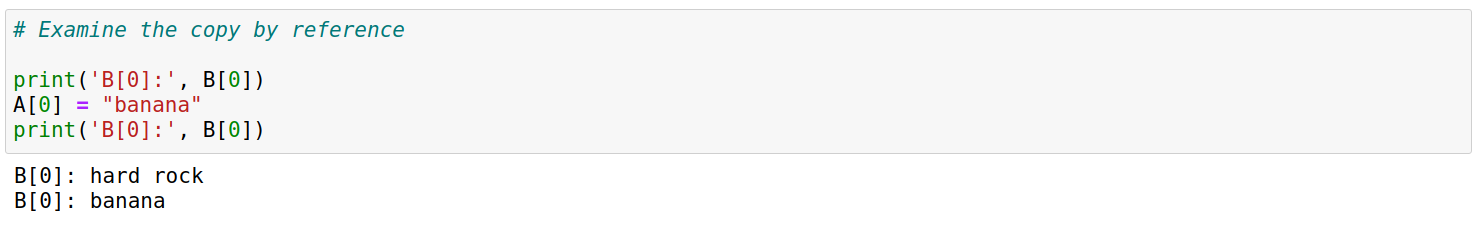 # Examine the copy by reference
print('B[0]:', B[0])
A[0] = "banana"
print('B[0]:', B[0])
B[0]: hard rock
B[0]: banana